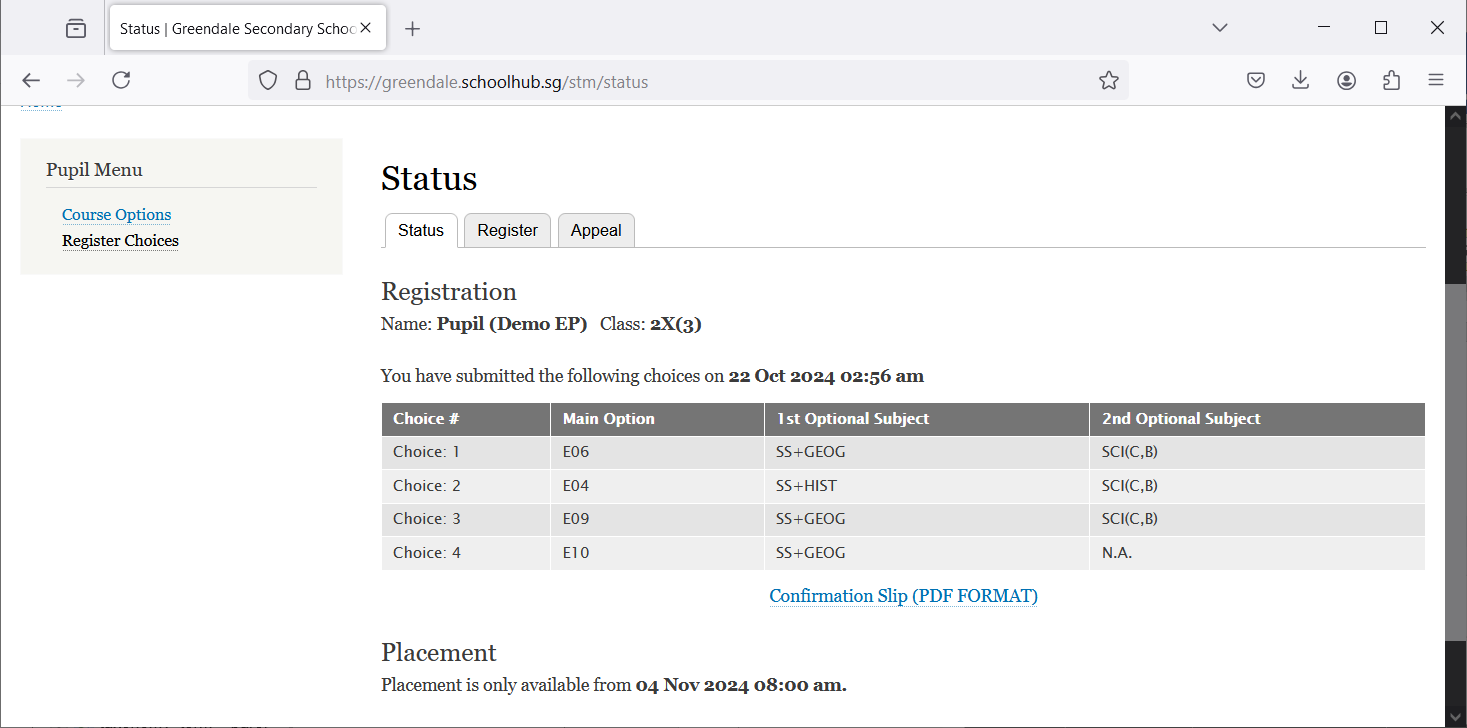 Status | Greendale Secondary Schoo
https://greendale.schoolhub.sg/stm/status
Pupil Menu
Course Options
Register Choices
Status
Status Register Appeal
Registration
Name: Pupil (Demo EP) Class: 2X(3)
You have submitted the following choices on 22 Oct 2024 02:56 am
Choice # Main Option 1st Optional Subject 2nd Optional Subject
Choice: 1 E06 SS+GEOG SCI(C,B)
Choice: 2 E04 SS+HIST SCI(C,B)
Choice: 3 E09 SS+GEOG SCI(C,B)
Choice: 4 E10 SS+GEOG N.A.
Confirmation Slip (PDF FORMAT)
Placement
Placement is only available from 04 Nov 2024 08:00 am.